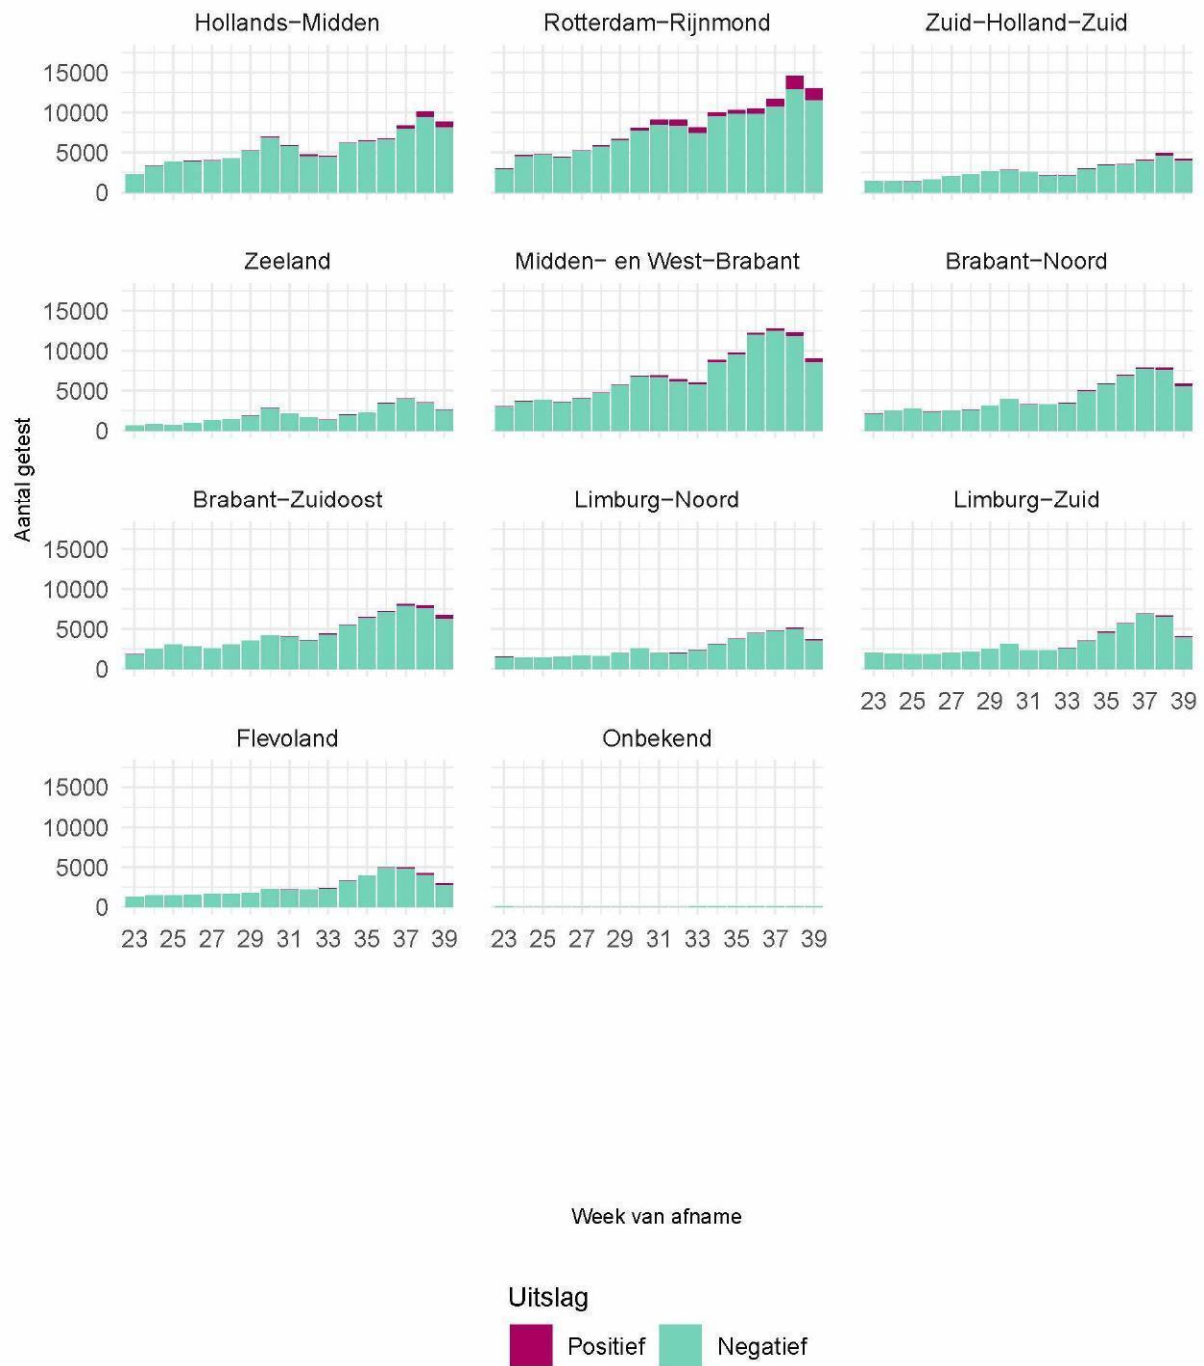 Hollands−Midden Rotterdam−Rijnmond Zuid−Holland−Zuid
15000
10000
5000
0
Zeeland Midden− en West−Brabant Brabant−Noord
15000
10000
5000
0
Aantal getest
Brabant−Zuidoost Limburg−Noord Limburg−Zuid
15000
10000
5000
0
23 25 27 29 31 33 35 37 39
Flevoland Onbekend
15000
10000
5000
0
23 25 27 29 31 33 35 37 39 23 25 27 29 31 33 35 37 39
Week van afname
Uitslag
Positief Negatief